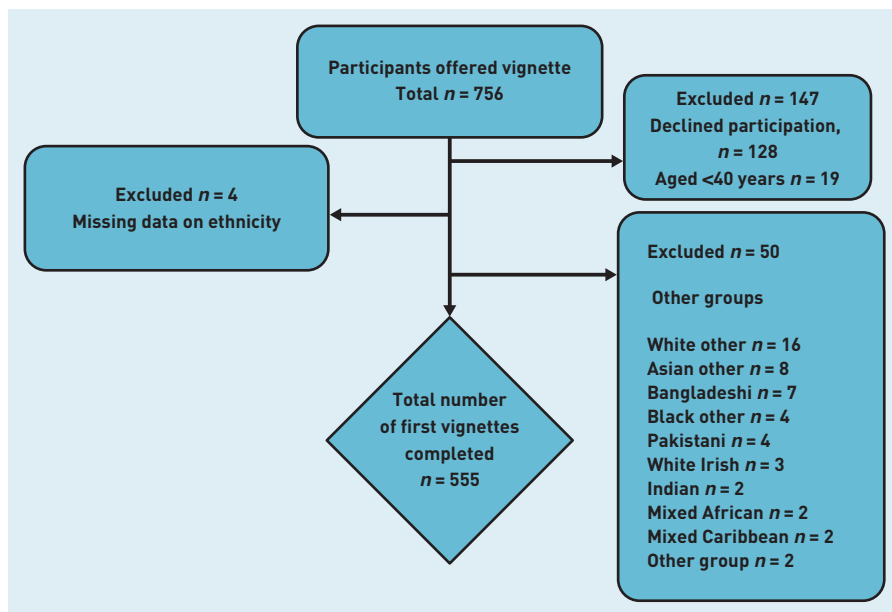 Participants offered vignette
Total n = 756
Excluded n = 147
Declined participation,
n = 128
Aged <40 years n = 19
Excluded n = 4
Missing data on ethnicity
Excluded n = 50
Other groups
White other n = 16
Asian other n = 8
Bangladeshi n = 7
Black other n = 4
Pakistani n = 4
White Irish n = 3
Indian n = 2
Mixed African n = 2
Mixed Caribbean n = 2
Other group n = 2
Total number
of first vignettes
completed
n = 555